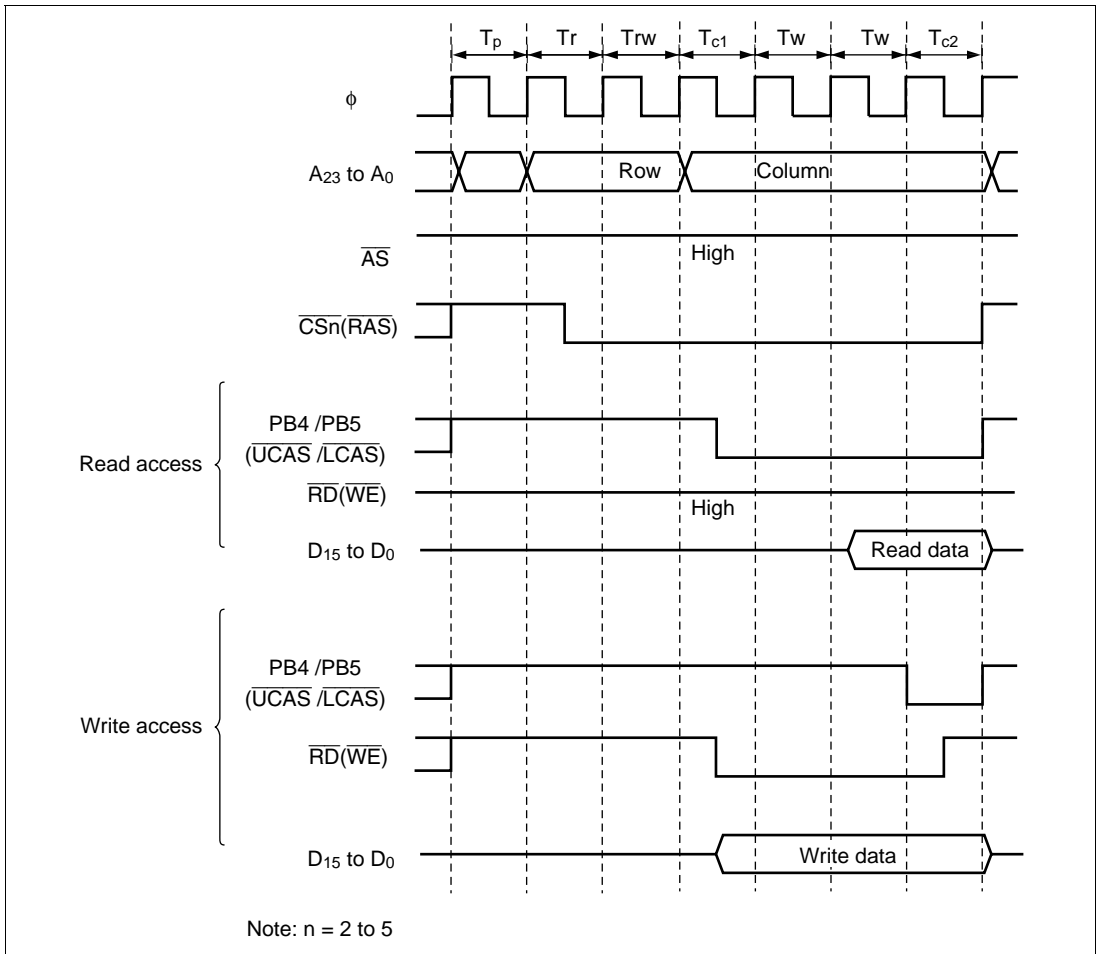 Tp Tr Trw Tc1 Tw Tw Tc2
φ
A23 to A0 Row Column
AS High
CSn(RAS)
PB4 /PB5
(UCAS /LCAS)
Read access
RD(WE) High
D15 to D0 Read data
PB4 /PB5
(UCAS /LCAS)
Write access
RD(WE)
D15 to D0 Write data
Note: n = 2 to 5